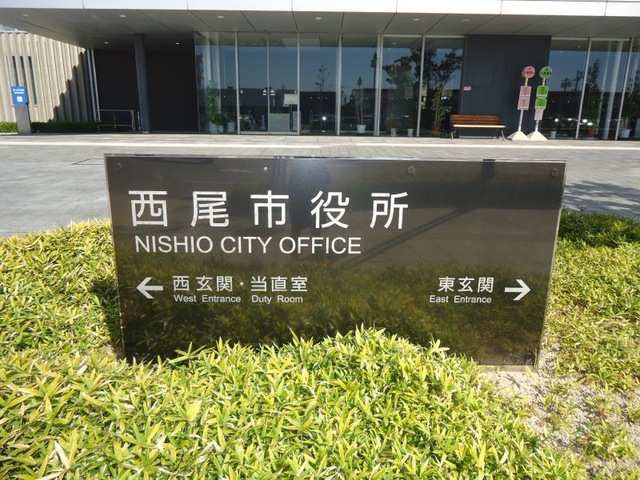 西尾市役所
NISHIO CITY OFFICE
← 西玄関・当直室
West Entrance Duty Room
東玄関 →
East Entrance